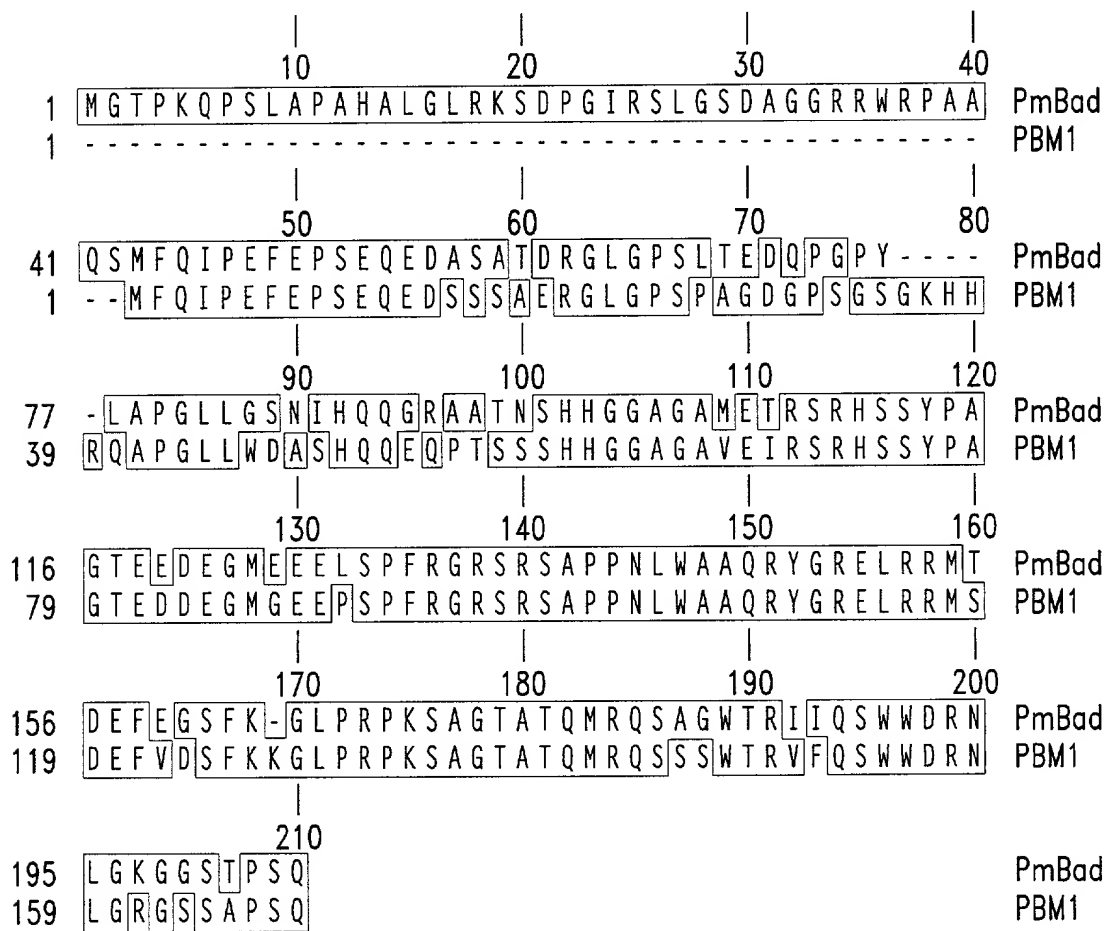 10 20 30 40
1 MGTPKQPSLAPAHALGLRKSDPGIRSLGSDAGGRRWRPAA PmBad
1 ---------------------------------------- PBM1
50 60 70 80
41 QSMFQIPEFEPSEQEDASATDRGLGPSLTEDQPGPY---- PmBad
1 --MFQIPEFEPSEQEDSSSAERGLGPSPAGDGPSGSGKHH PBM1
90 100 110 120
77 -LAPGLLGSNIHQQGRAATNSHHGGAGAMETRSRHSSYPA PmBad
39 RQAPGLLWDASHQQEQPTSSSHHGGAGAVEIRSRHSSYPA PBM1
130 140 150 160
116 GTEEDEGMEEELSPFRGRSRSAPPNLWAAQRYGRELRRMT PmBad
79 GTEDDEGMGEEPSPFRGRSRSAPPNLWAAQRYGRELRRMS PBM1
170 180 190 200
156 DEFEGSFK-GLPRPKSAGTATQMRQSAGWTRIIQSWWDRN PmBad
119 DEFVDSFKKGLPRPKSAGTATQMRQSSSWTRVFQSWWDRN PBM1
210
195 LGKGGSTPSQ PmBad
159 LGRGSSAPSQ PBM1